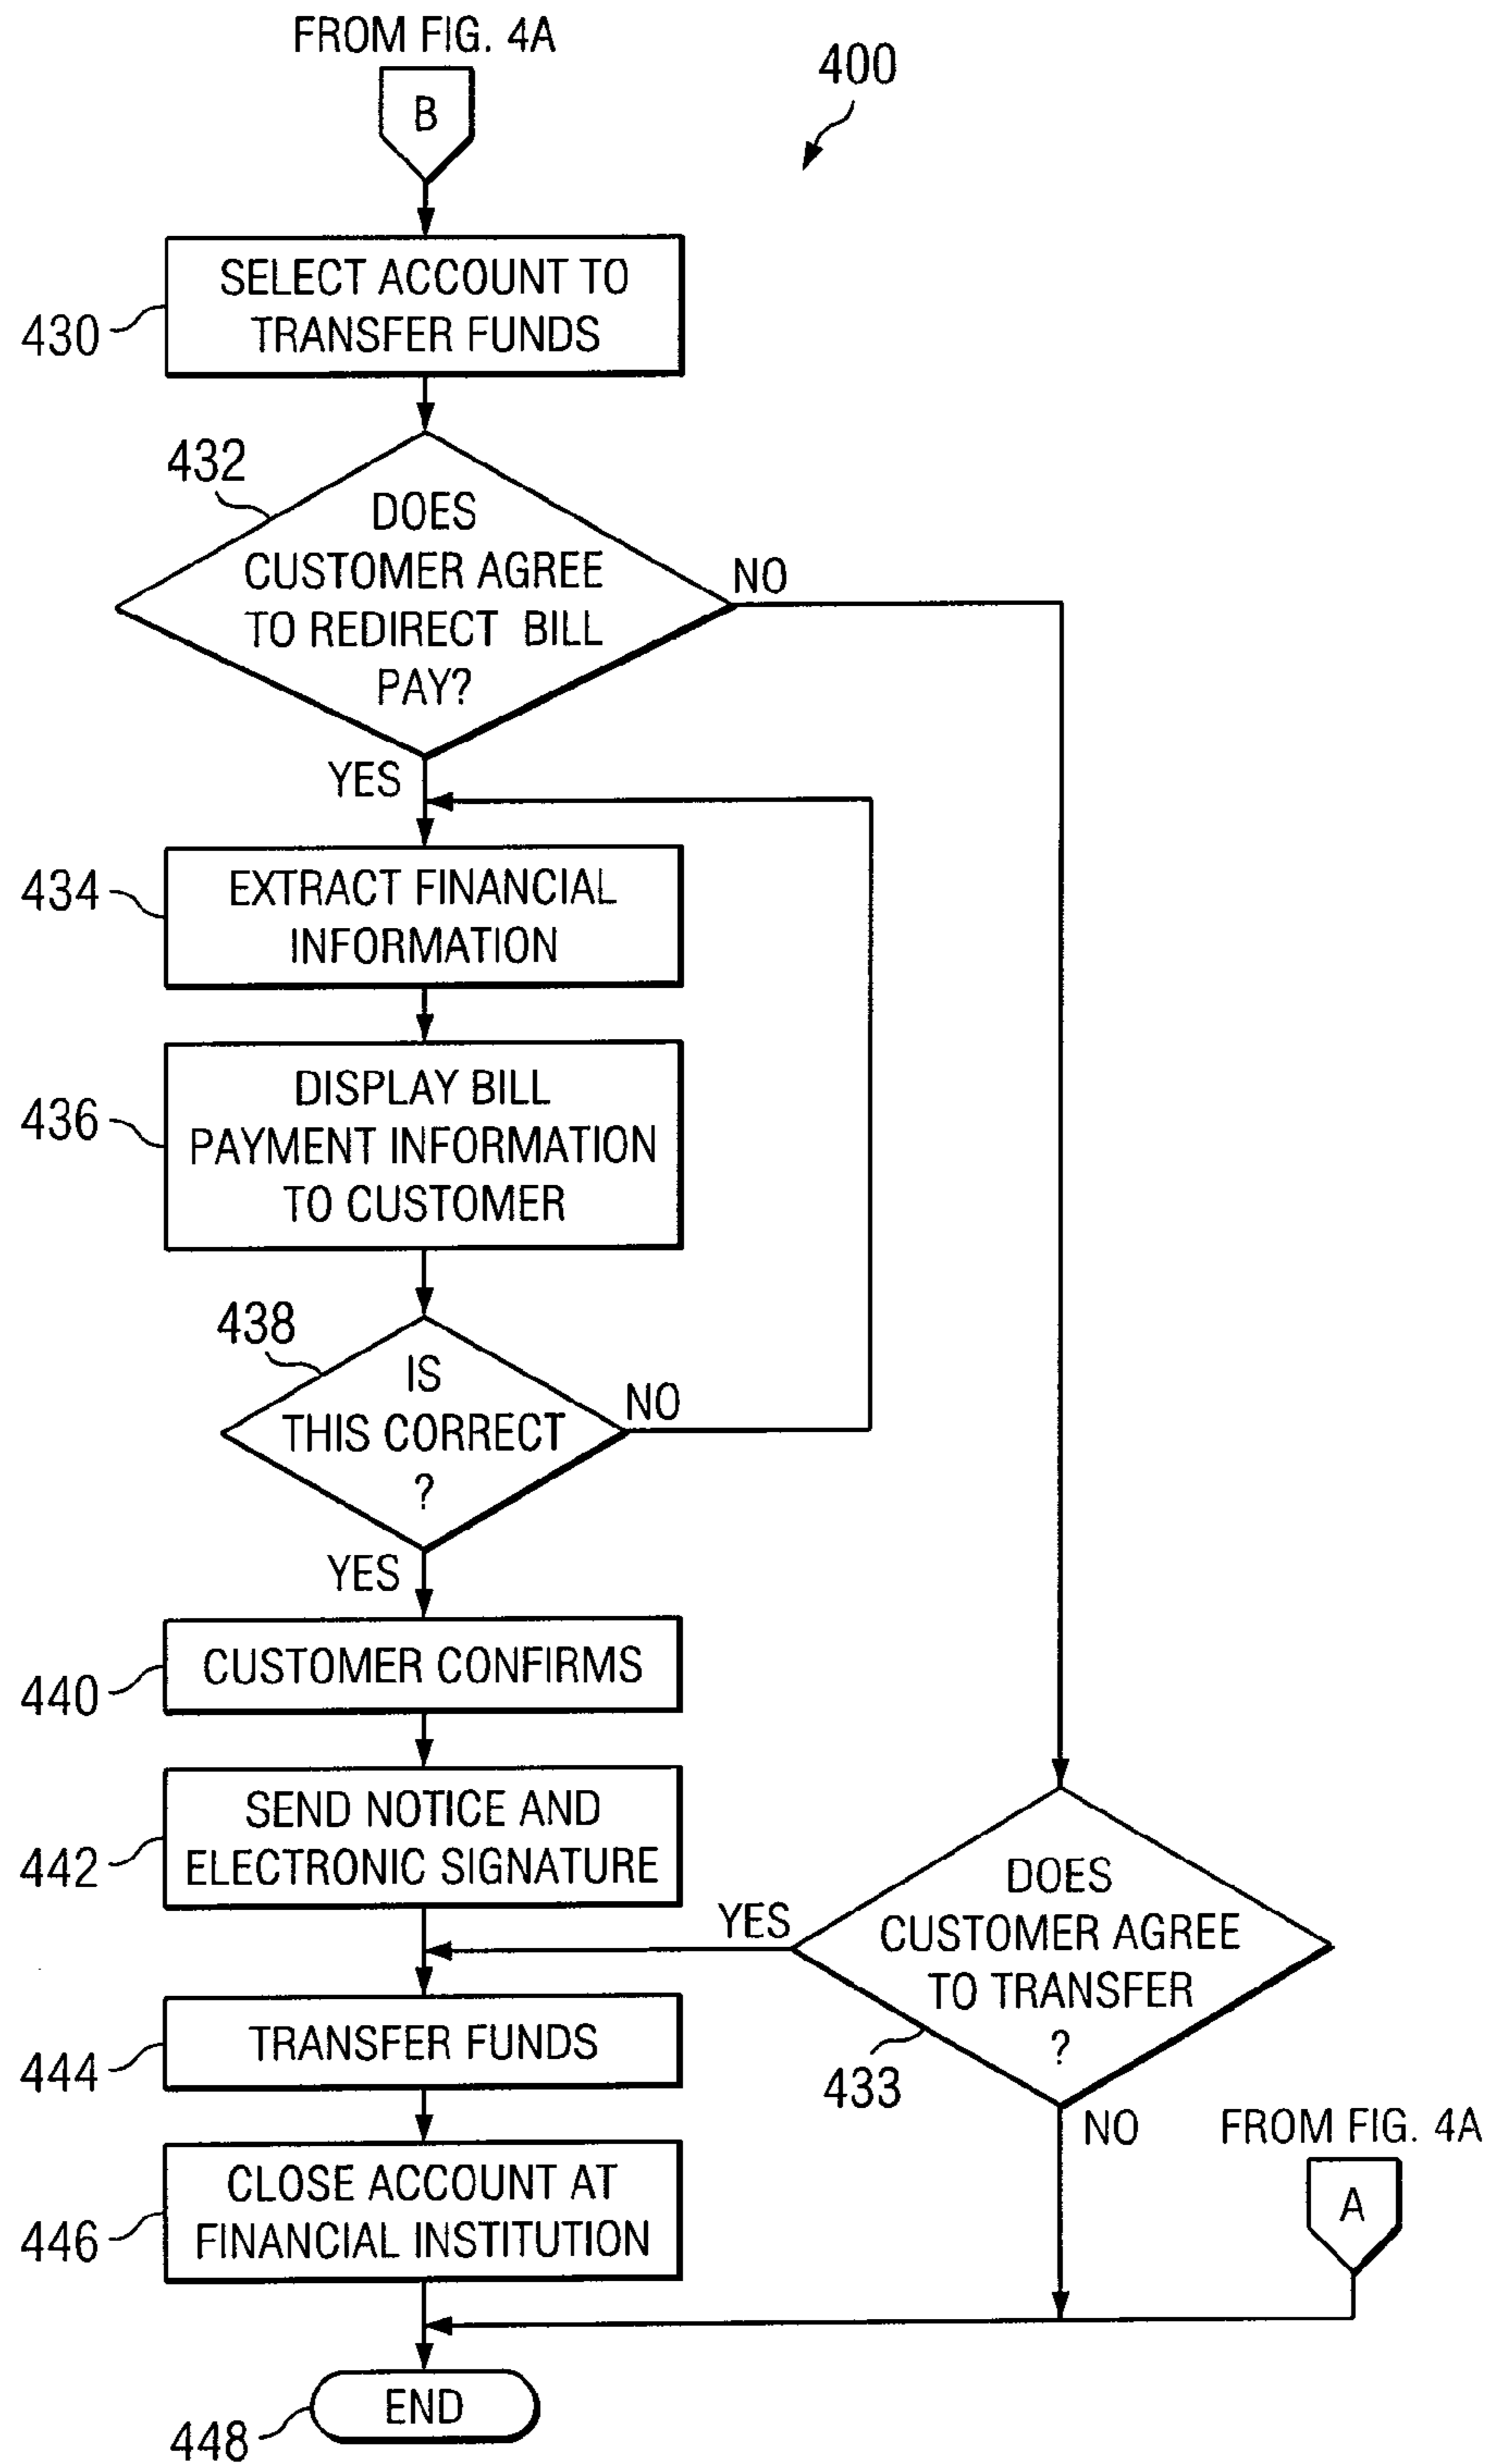 FROM FIG. 4A
B
400
SELECT ACCOUNT TO
TRANSFER FUNDS
430
432
DOES
CUSTOMER AGREE
TO REDIRECT BILL
PAY?
NO
YES
434
EXTRACT FINANCIAL
INFORMATION
436
DISPLAY BILL
PAYMENT INFORMATION
TO CUSTOMER
438
IS
THIS CORRECT
?
NO
YES
440
CUSTOMER CONFIRMS
442
SEND NOTICE AND
ELECTRONIC SIGNATURE
YES
DOES
CUSTOMER AGREE
TO TRANSFER
?
433
NO
444
TRANSFER FUNDS
446
CLOSE ACCOUNT AT
FINANCIAL INSTITUTION
FROM FIG. 4A
A
END
448